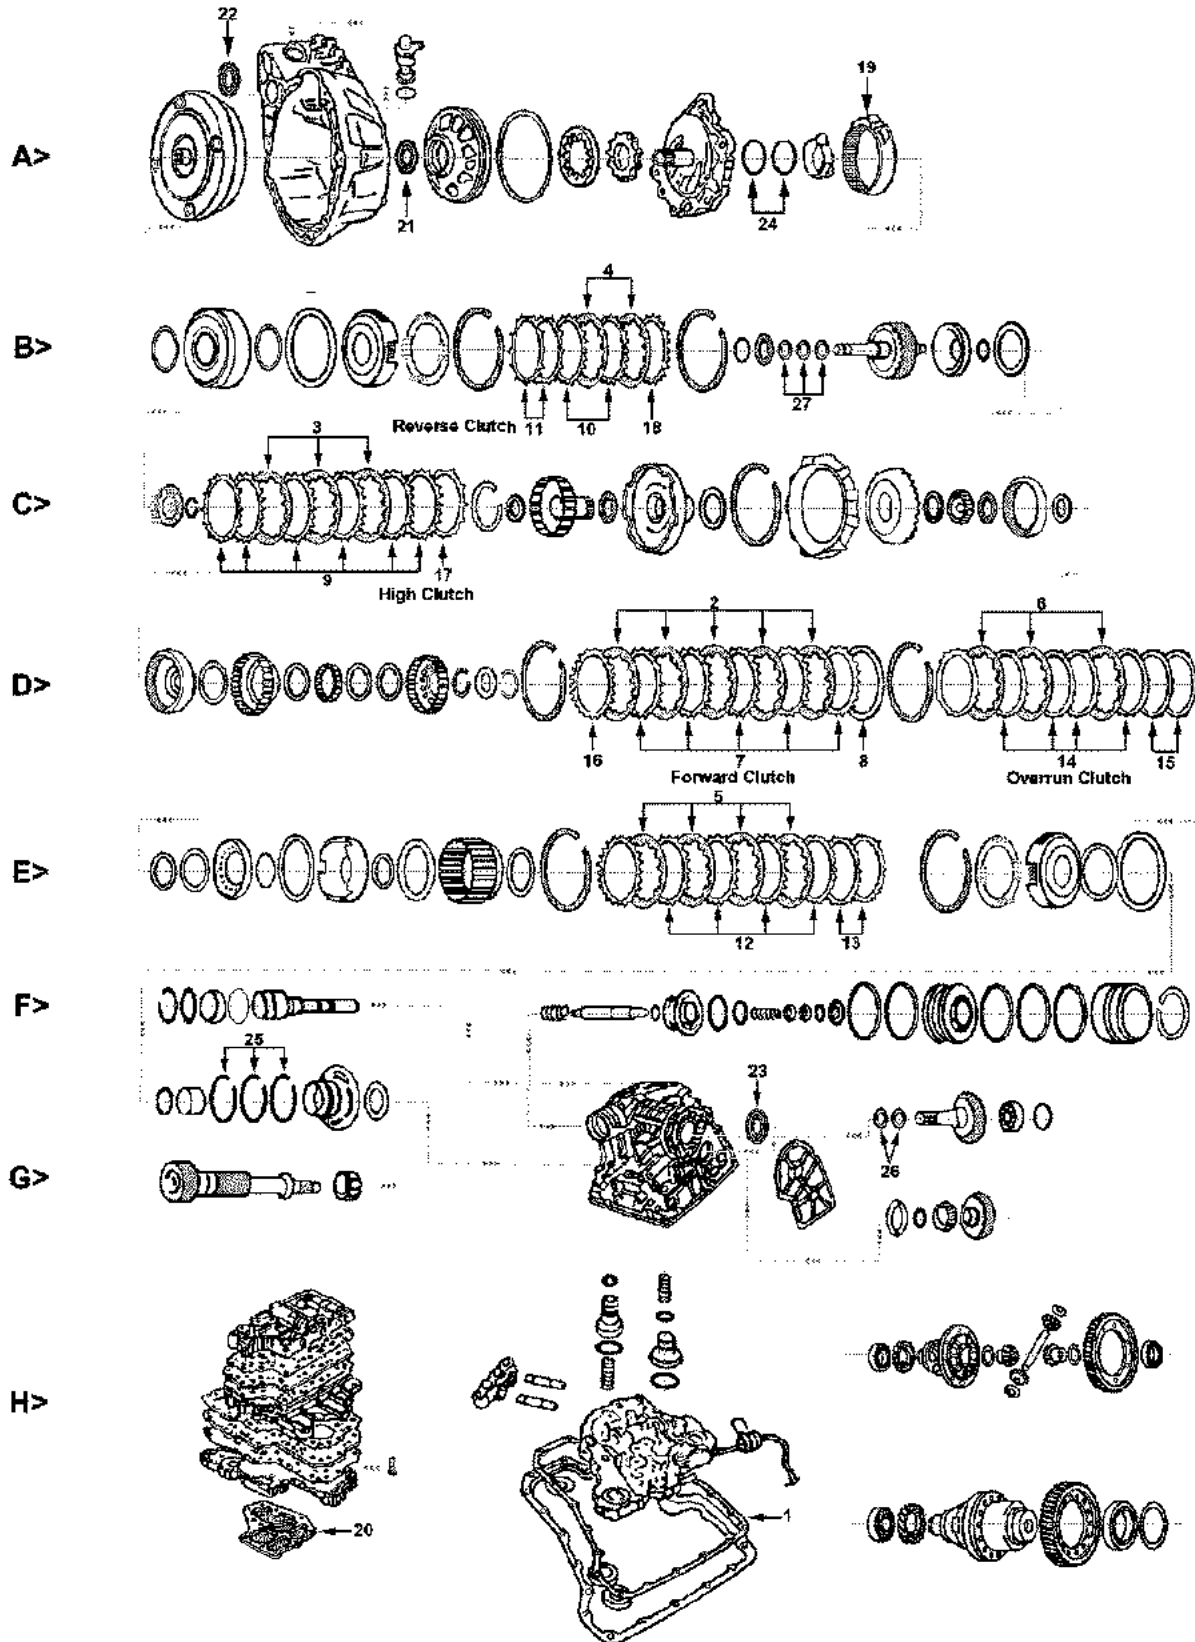 22
19
A>
21
24
4
B>
27
Reverse Clutch 11 10 18
3
C>
9 17
High Clutch
2 6
D>
16 7 8 14 15
Forward Clutch Overrun Clutch
5
E>
12 13
F>
25
23
26
G>
H>
1
20